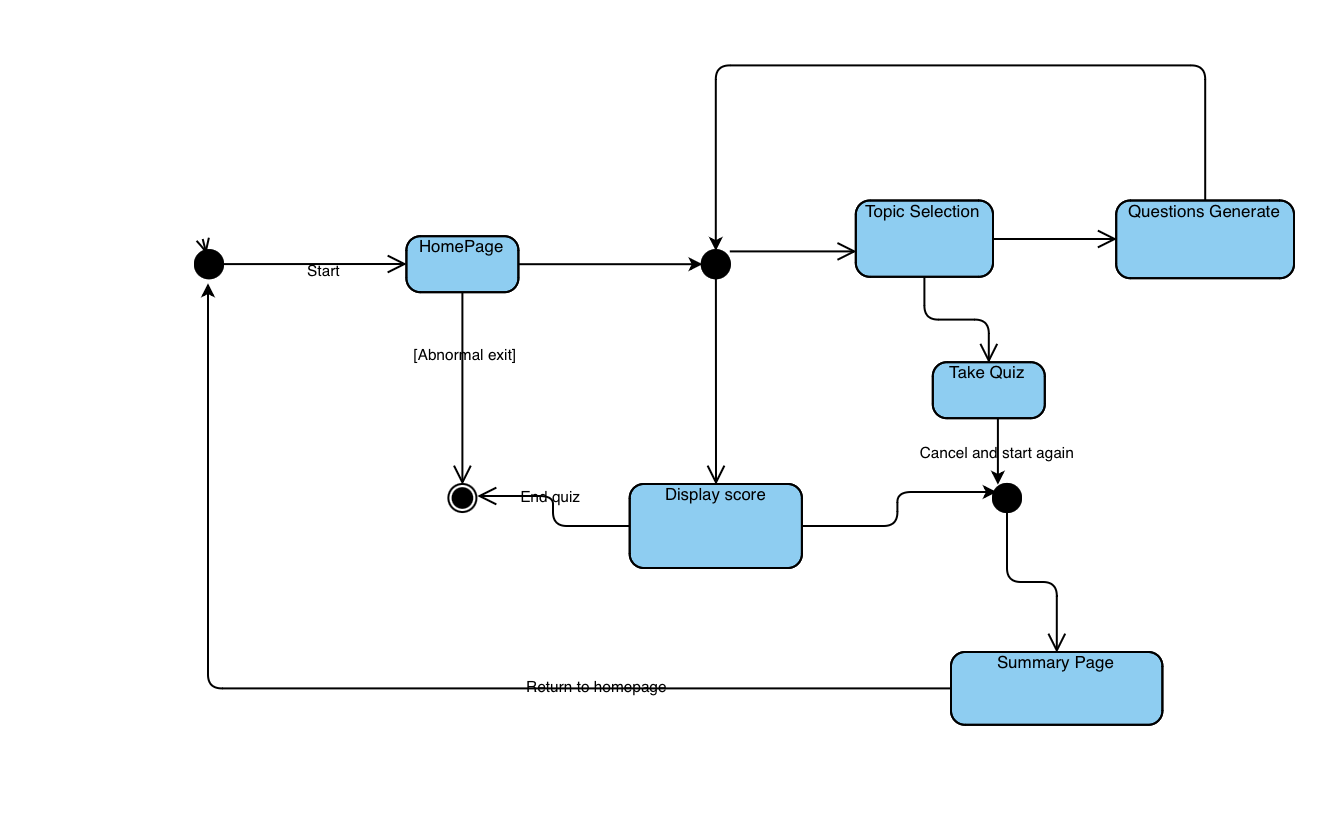 Topic Selection
Questions Generate
HomePage
Start
[Abnormal exit]
Take Quiz
Cancel and start again
End quiz
Display score
Summary Page
Return to homepage